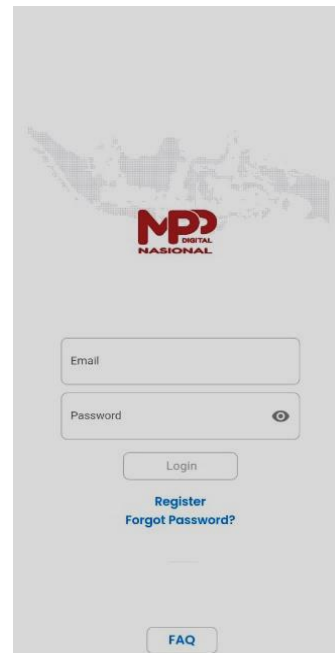 MPP
DIGITAL
NASIONAL
Email
Password
Login
Register
Forgot Password?
FAQ